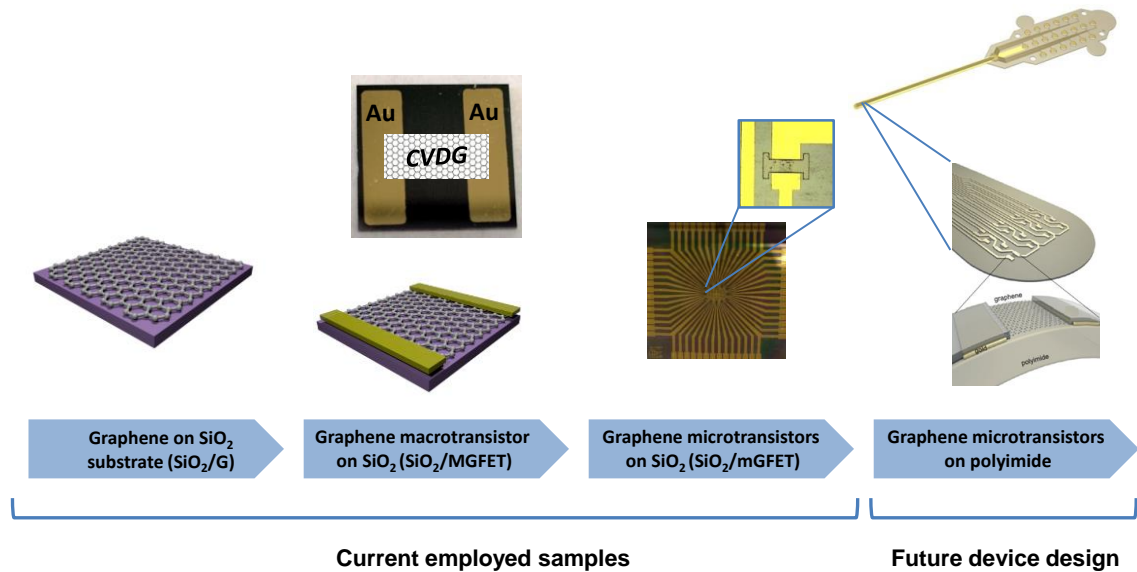 Au
Au
CVDG
graphene
gold
polyimide
Graphene on SiO₂
substrate (SiO₂/G)
Graphene macrotransistor
on SiO₂ (SiO₂/MGFET)
Graphene microtransistors
on SiO₂ (SiO₂/mGFET)
Graphene microtransistors
on polyimide
Current employed samples
Future device design